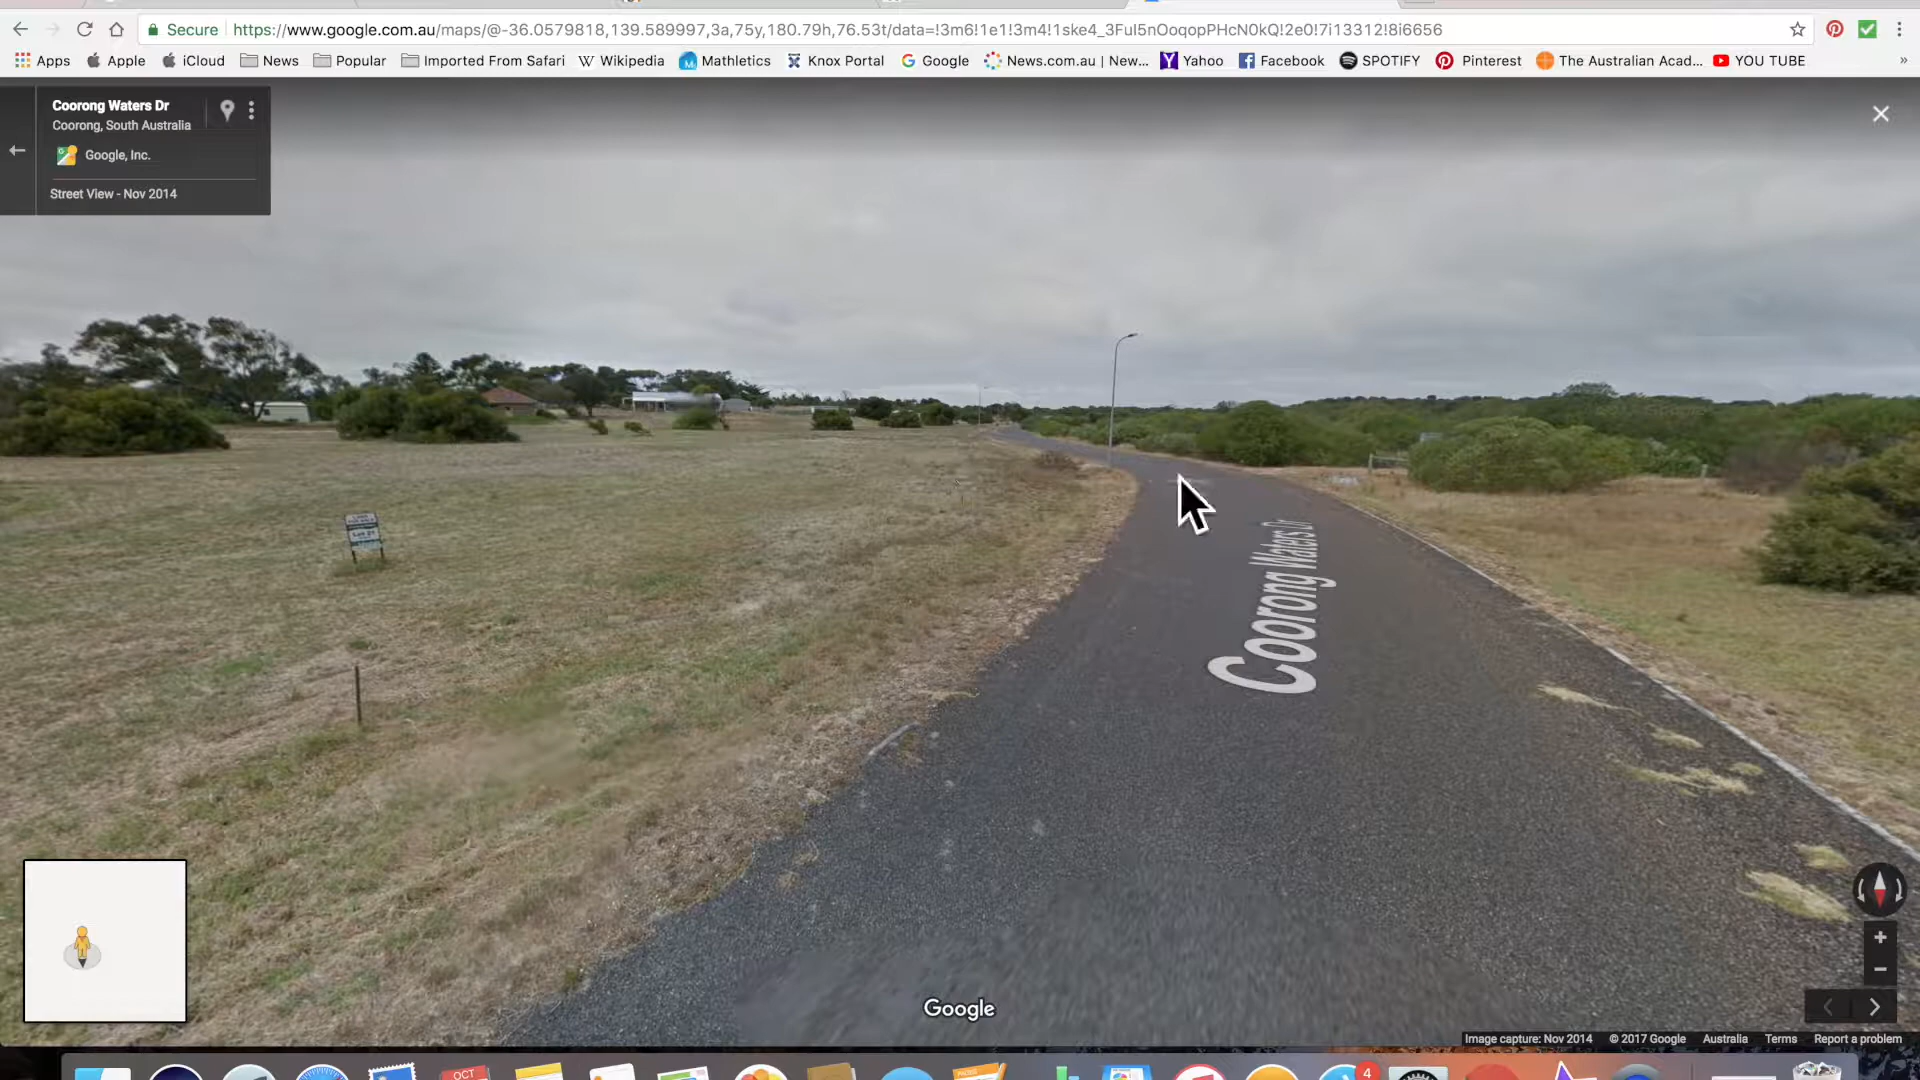 Secure https://www.google.com.au/maps/@-36.0579818,139.589997,3a,75y,180.79h,76.53t/data=!3m6!1e1!3m4!1ske4_3FuI5nOoqopPHcN0kQ!2e0!7i13312!8i6656
Apps Apple iCloud News Popular Imported From Safari Wikipedia Mathletics Knox Portal Google News.com.au | New... Yahoo Facebook SPOTIFY Pinterest The Australian Acad... YOU TUBE »
Coorong Waters Dr
Coorong, South Australia
Google, Inc.
Street View - Nov 2014
Coorong Waters Dr
Google
Image capture: Nov 2014 © 2017 Google Australia Terms Report a problem
OCT
PAGES
4